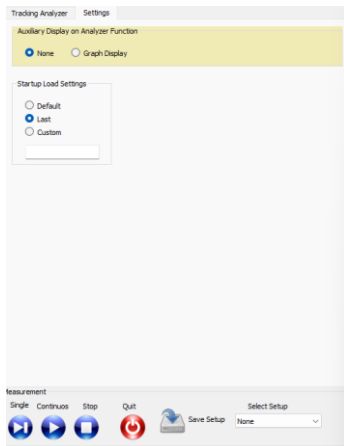 Tracking Analyzer Settings
Auxiliary Display on Analyzer Function
None Graph Display
Startup Load Settings
Default
Last
Custom
Measurement
Single Continuos Stop Quit Select Setup
Save Setup None